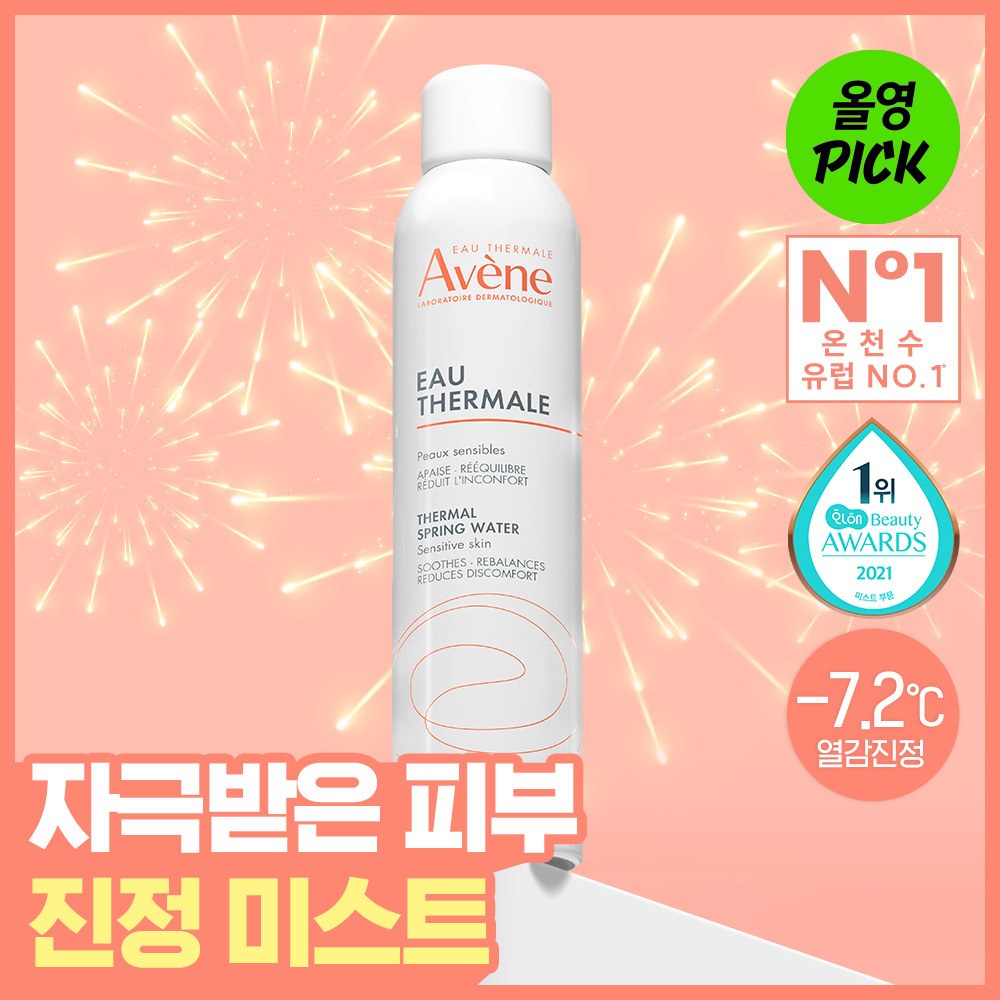 올영
PICK
EAU THERMALE
Avène
LABORATOIRE DERMATOLOGIQUE
EAU
THERMALE
Peaux sensibles
APAISE - RÉÉQUILIBRE
RÉDUIT L'INCONFORT
THERMAL
SPRING WATER
Sensitive skin
SOOTHES - REBALANCES
REDUCES DISCOMFORT
Nº1
온천수
유럽 NO.1*
1위
오늘 Beauty
AWARDS
2021
미스트 부문
-7.2℃
열감진정
자극받은 피부
진정 미스트